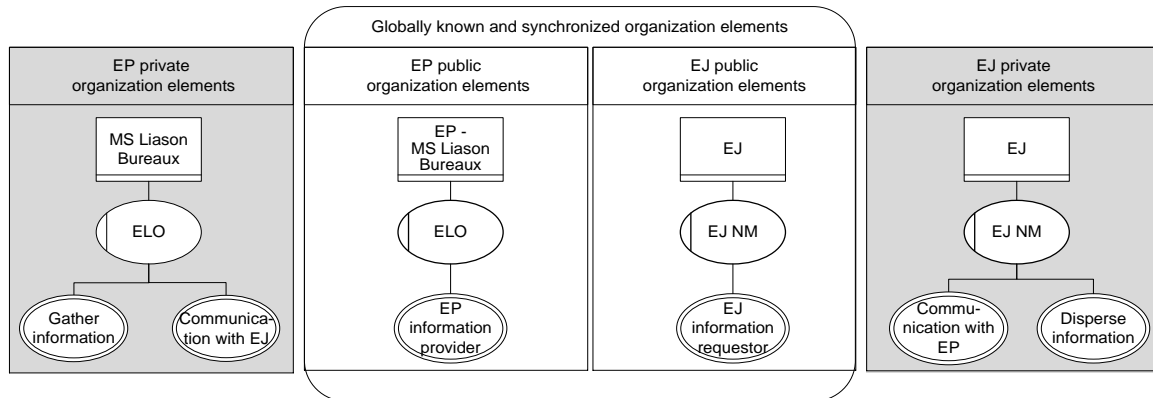 Globally known and synchronized organization elements
EP private
organization elements
MS Liason
Bureaux
ELO
Gather
information
Communica-
tion with EJ
EP public
organization elements
EP -
MS Liason
Bureaux
ELO
EP
information
provider
EJ public
organization elements
EJ
EJ NM
EJ
information
requestor
EJ private
organization elements
EJ
EJ NM
Commu-
nication with
EP
Disperse
information